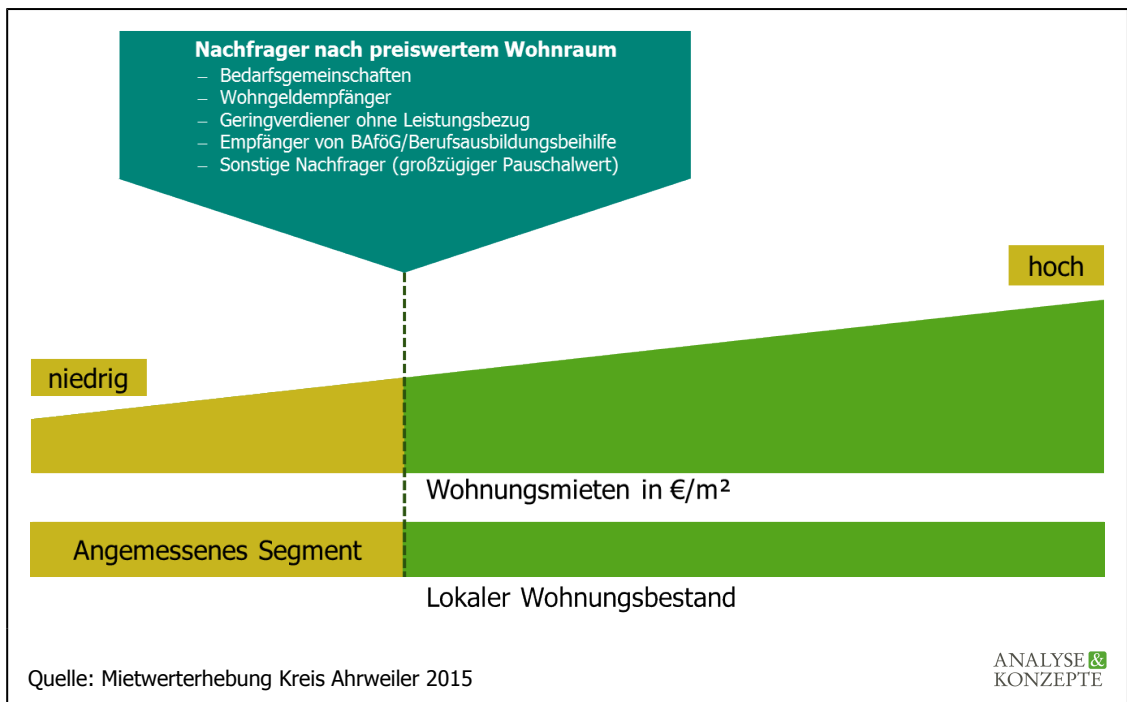 Nachfrager nach preiswertem Wohnraum
– Bedarfsgemeinschaften
– Wohngeldempfänger
– Geringverdiener ohne Leistungsbezug
– Empfänger von BAföG/Berufsausbildungsbeihilfe
– Sonstige Nachfrager (großzügiger Pauschalwert)
hoch
niedrig
Wohnungsmieten in €/m²
Angemessenes Segment
Lokaler Wohnungsbestand
Quelle: Mietwerterhebung Kreis Ahrweiler 2015
ANALYSE &
KONZEPTE